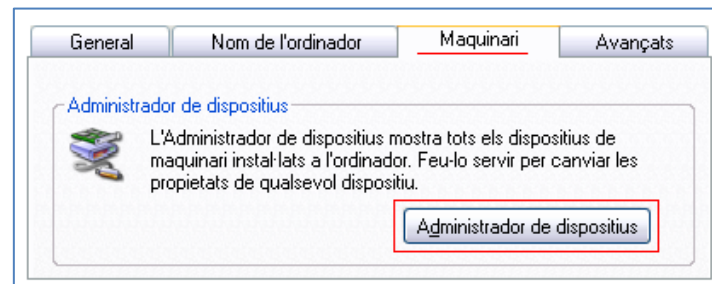 General Nom de l'ordinador Maquinari Avançats
Administrador de dispositius
L'Administrador de dispositius mostra tots els dispositius de
maquinari instal·lats a l'ordinador. Feu-lo servir per canviar les
propietats de qualsevol dispositiu.
Administrador de dispositius